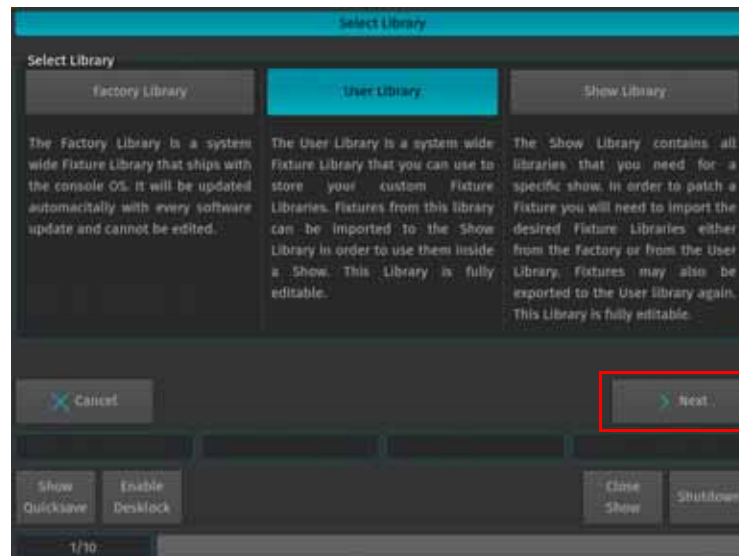 Select Library
Select Library
Factory Library
User Library
Show Library
The Factory Library is a system
wide Fixture Library that ships with
the console OS. It will be updated
automacitally with every software
update and cannot be edited.
The User Library is a system wide
Fixture Library that you can use to
store your custom Fixture
Libraries. Fixtures from this library
can be imported to the Show
Library in order to use them inside
a Show. This Library is fully
editable.
The Show Library contains all
libraries that you need for a
specific show. In order to patch a
Fixture you will need to import the
desired Fixture Libraries either
from the Factory or from the User
Library. Fixtures may also be
exported to the User library again.
This Library is fully editable.
Cancel
Next
Show
Quicksave
Enable
Desklock
Close
Show
Shutdown
1/10